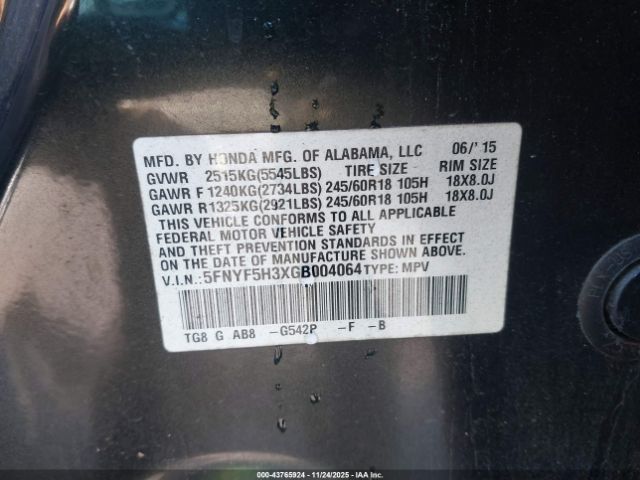 MFD. BY HONDA MFG. OF ALABAMA, LLC 06/'15
GVWR 2515KG(5545LBS) TIRE SIZE RIM SIZE
GAWR F 1240KG(2734LBS) 245/60R18 105H 18X8.0J
GAWR R1325KG(2921LBS) 245/60R18 105H 18X8.0J
THIS VEHICLE CONFORMS TO ALL APPLICABLE
FEDERAL MOTOR VEHICLE SAFETY
AND THEFT PREVENTION STANDARDS IN EFFECT
ON THE DATE OF MANUFACTURE SHOWN ABOVE.
V.I.N.: 5FNYF5H3XGB004064 TYPE: MPV
TG8 G AB8 -G542P -F -B
IAA
000-43765924 | 11/24/2025 | IAA Inc.